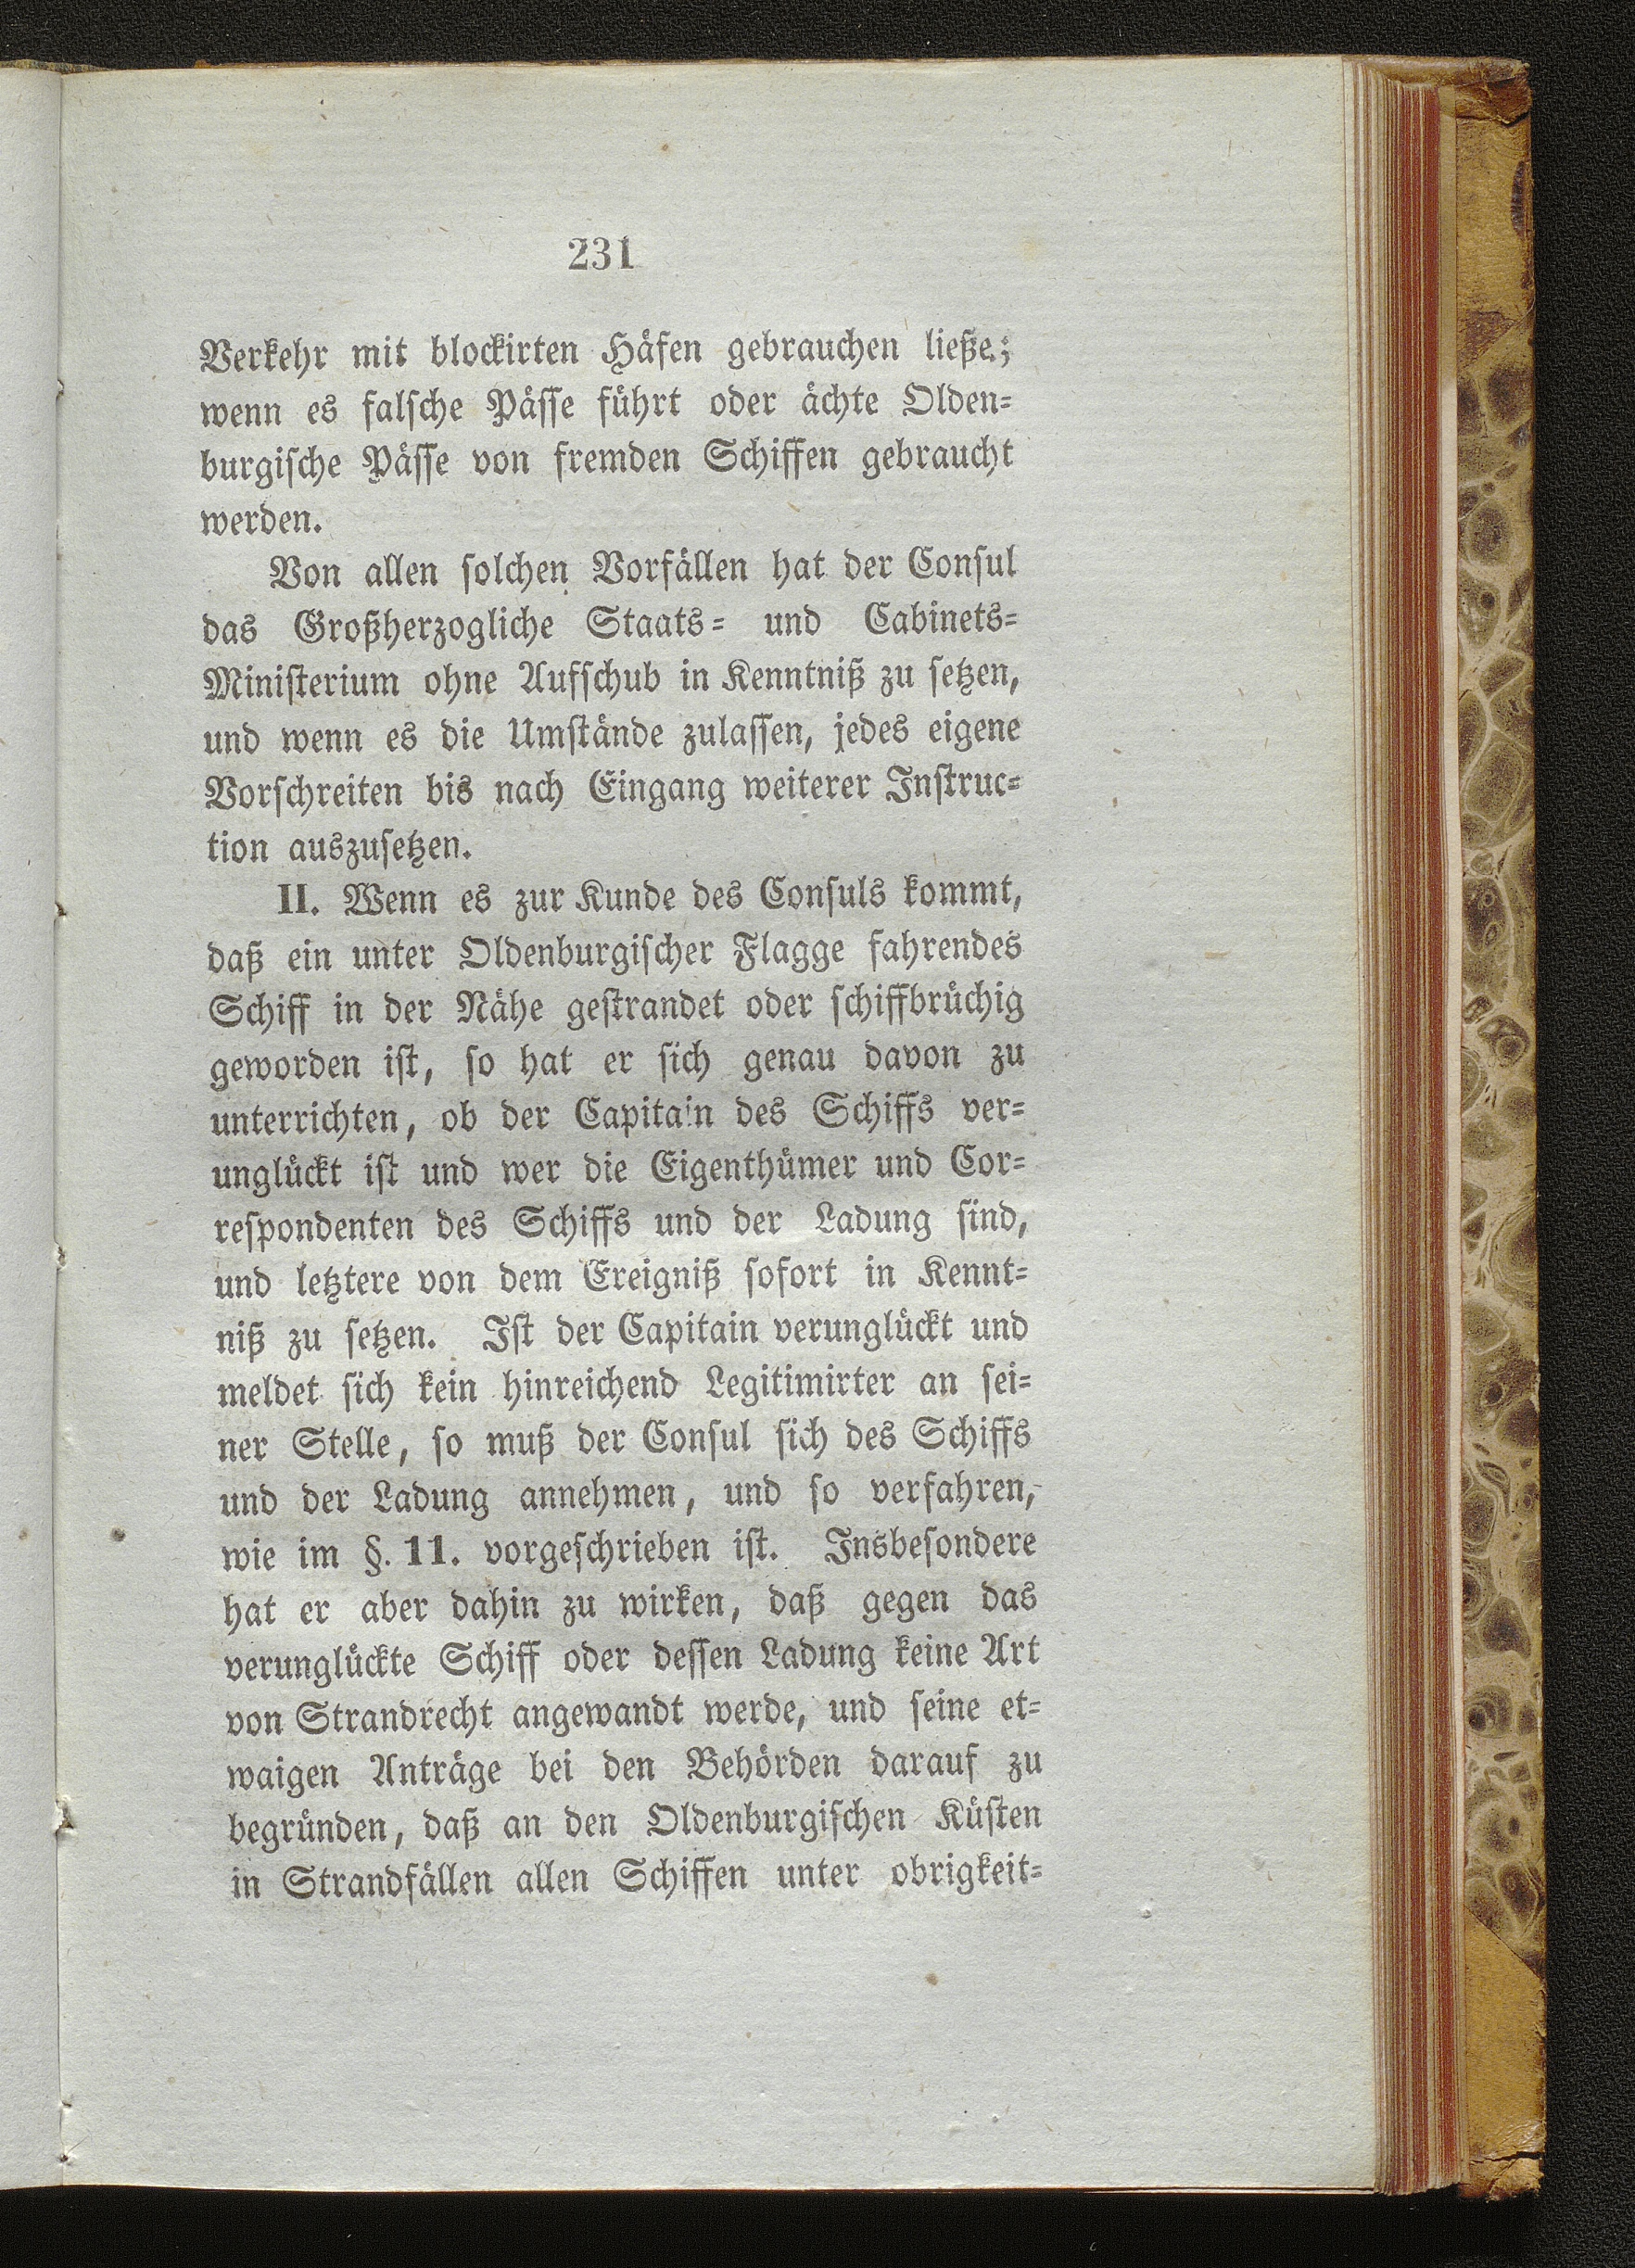 231
Verkehr mit blockirten Häfen gebrauchen ließe;
wenn es falsche Pässe führt oder ächte Olden=
burgische Pässe von fremden Schiffen gebraucht
werden.
Von allen solchen Vorfällen hat der Consul
das Großherzogliche Staats= und Cabinets=
Ministerium ohne Aufschub in Kenntniß zu setzen,
und wenn es die Umstände zulassen, jedes eigene
Vorschreiten bis nach Eingang weiterer Instruc=
tion auszusetzen.
II. Wenn es zur Kunde des Consuls kommt,
daß ein unter Oldenburgischer Flagge fahrendes
Schiff in der Nähe gestrandet oder schiffbrüchig
geworden ist, so hat er sich genau davon zu
unterrichten, ob der Capitain des Schiffs ver=
unglückt ist und wer die Eigenthümer und Cor=
respondenten des Schiffs und der Ladung sind,
und letztere von dem Ereigniß sofort in Kennt=
niß zu setzen. Ist der Capitain verunglückt und
meldet sich kein hinreichend Legitimirter an sei=
ner Stelle, so muß der Consul sich des Schiffs
und der Ladung annehmen, und so verfahren,
wie im §. 11. vorgeschrieben ist. Insbesondere
hat er aber dahin zu wirken, daß gegen das
verunglückte Schiff oder dessen Ladung keine Art
von Strandrecht angewandt werde, und seine et=
waigen Anträge bei den Behörden darauf zu
begründen, daß an den Oldenburgischen Küsten
in Strandfällen allen Schiffen unter obrigkeit=